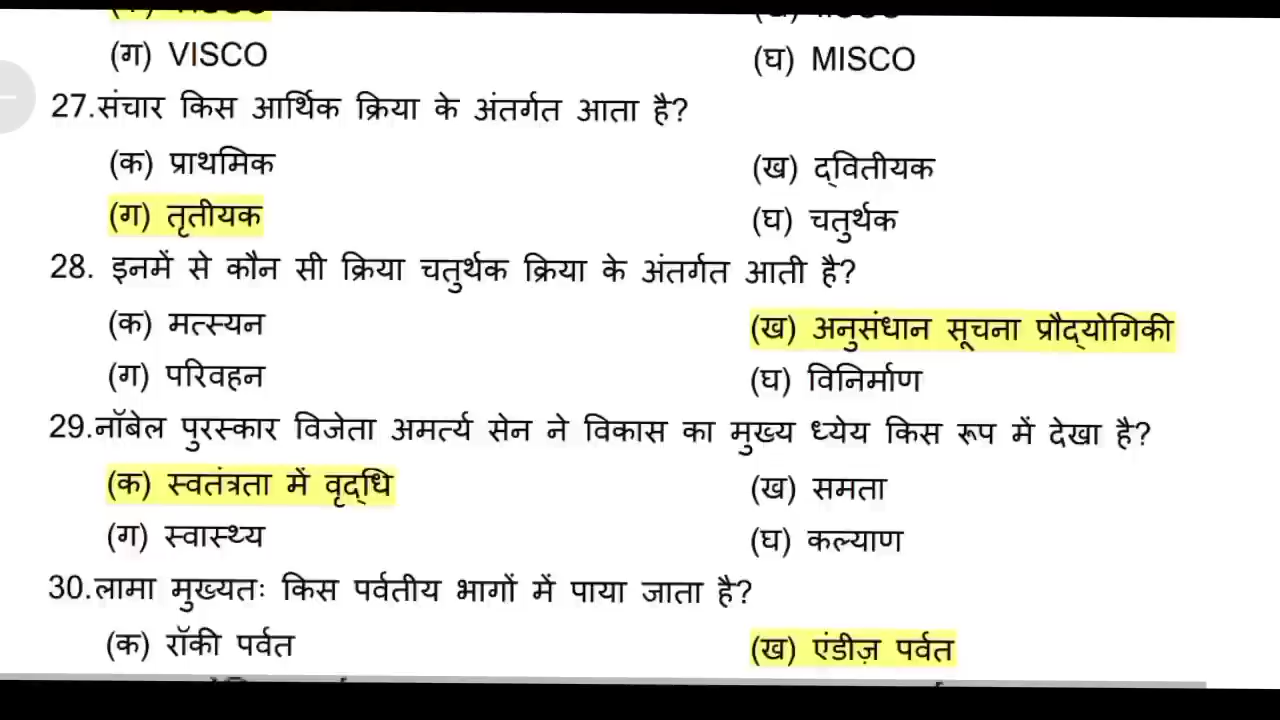 (ग) VISCO (घ) MISCO
27.संचार किस आर्थिक क्रिया के अंतर्गत आता है?
(क) प्राथमिक (ख) द्वितीयक
(ग) तृतीयक (घ) चतुर्थक
28. इनमें से कौन सी क्रिया चतुर्थक क्रिया के अंतर्गत आती है?
(क) मत्स्यन (ख) अनुसंधान सूचना प्रौद्योगिकी
(ग) परिवहन (घ) विनिर्माण
29.नॉबेल पुरस्कार विजेता अमर्त्य सेन ने विकास का मुख्य ध्येय किस रूप में देखा है?
(क) स्वतंत्रता में वृद्धि (ख) समता
(ग) स्वास्थ्य (घ) कल्याण
30.लामा मुख्यतः किस पर्वतीय भागों में पाया जाता है?
(क) रॉकी पर्वत (ख) एंडीज़ पर्वत